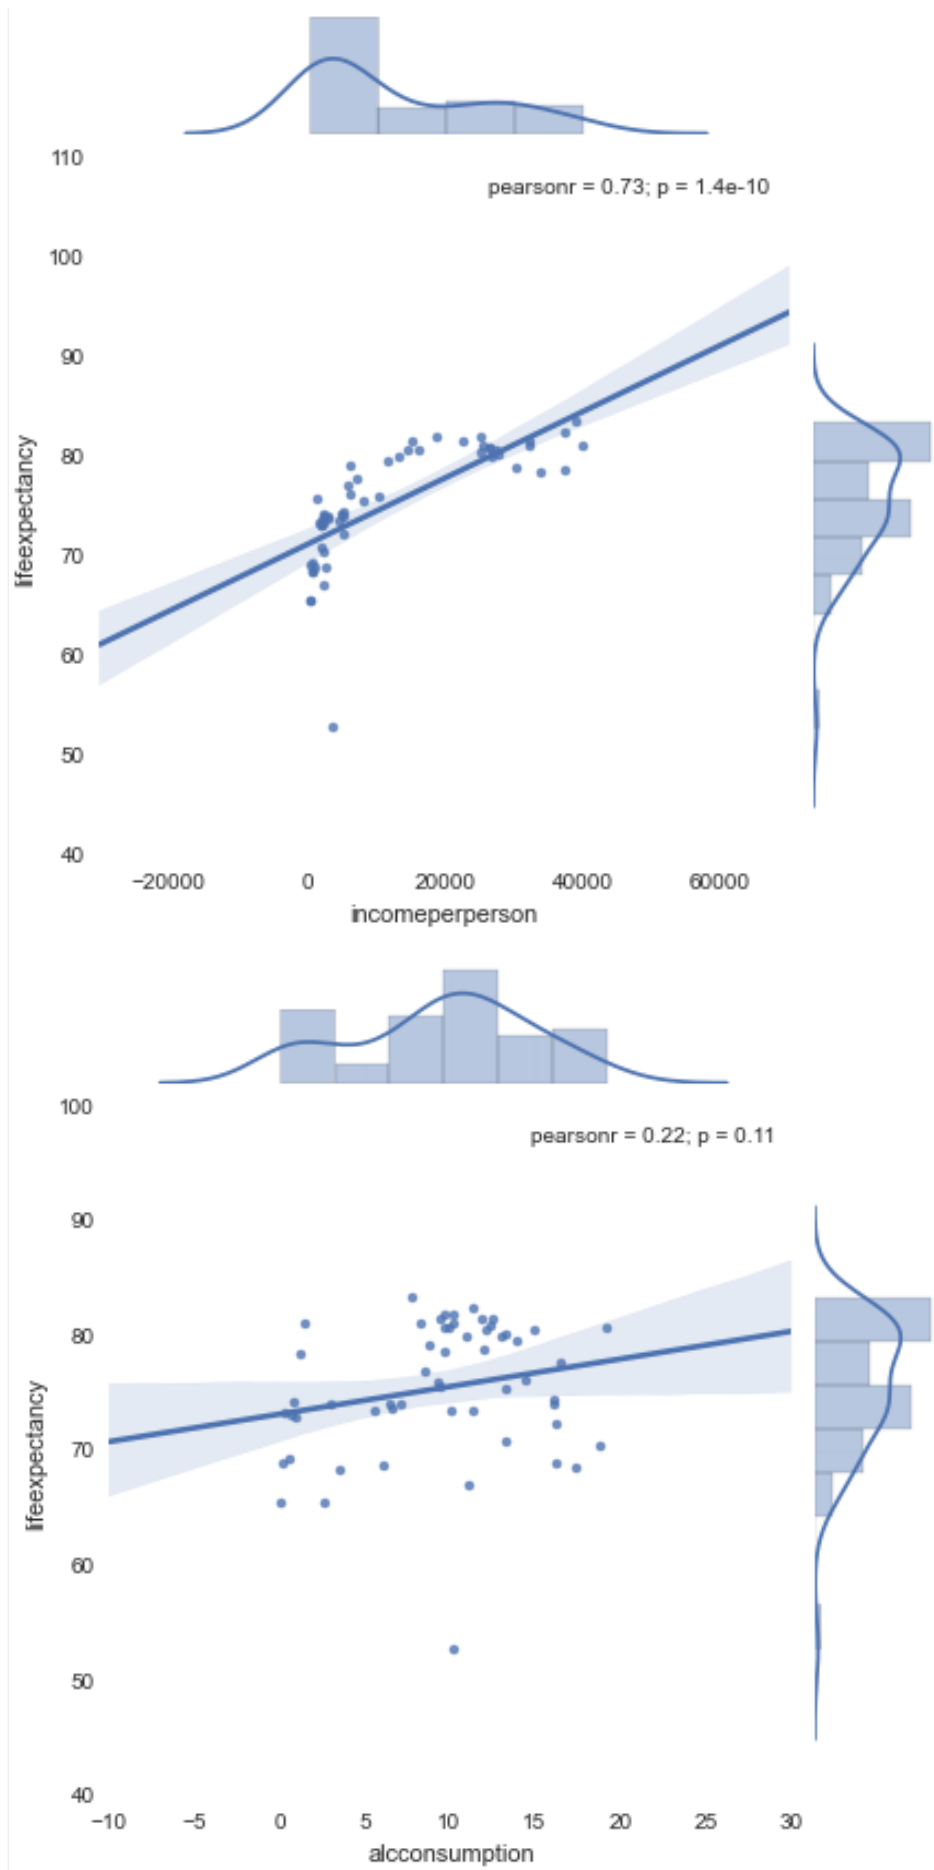 110
pearsonr = 0.73; p = 1.4e-10
100
90
80
70
60
50
40
lifeexpectancy
−20000 0 20000 40000 60000
incomeperperson
100
pearsonr = 0.22; p = 0.11
90
80
70
60
50
40
lifeexpectancy
−10 −5 0 5 10 15 20 25 30
alcconsumption